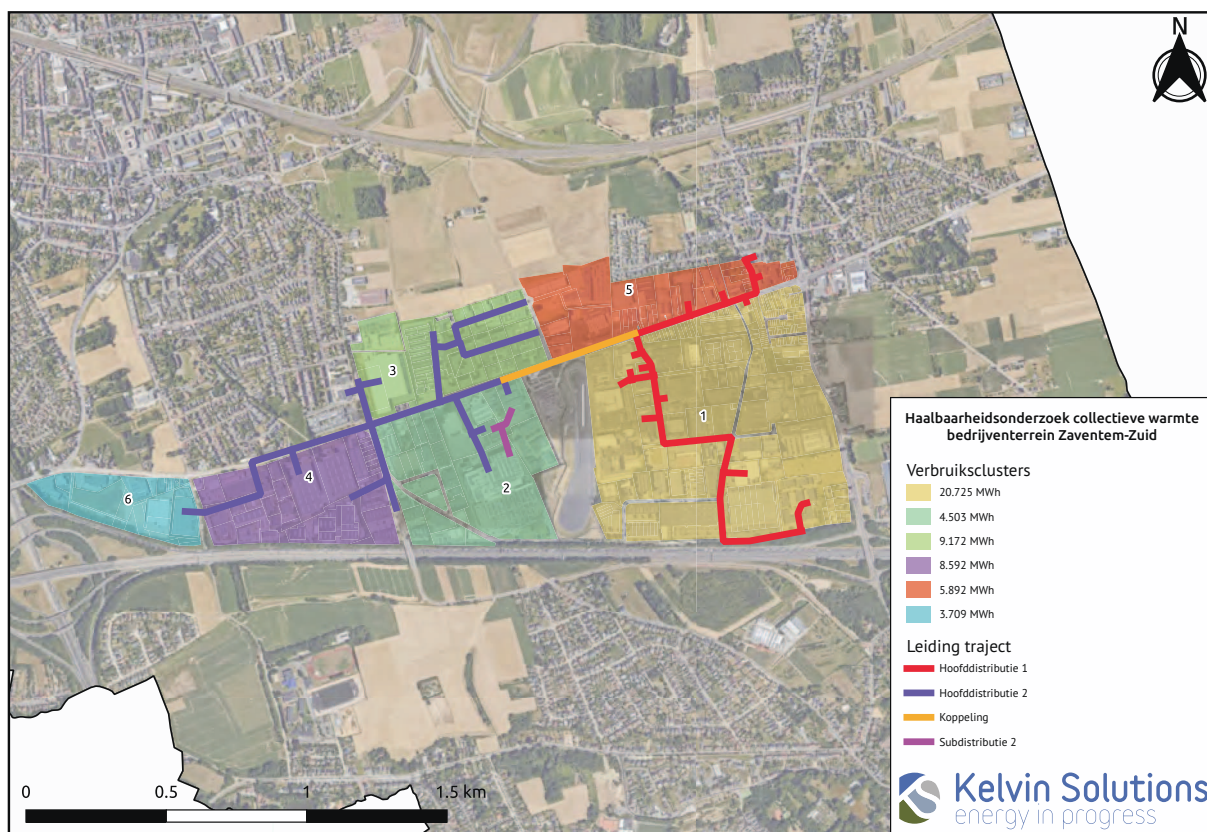 N
5
3
1
4
2
6
Haalbaarheidsonderzoek collectieve warmte
bedrijventerrein Zaventem-Zuid
Verbruiksclusters
20.725 MWh
4.503 MWh
9.172 MWh
8.592 MWh
5.892 MWh
3.709 MWh
Leiding traject
Hoofddistributie 1
Hoofddistributie 2
Koppeling
Subdistributie 2
0 0.5 1 1.5 km
Kelvin Solutions
energy in progress